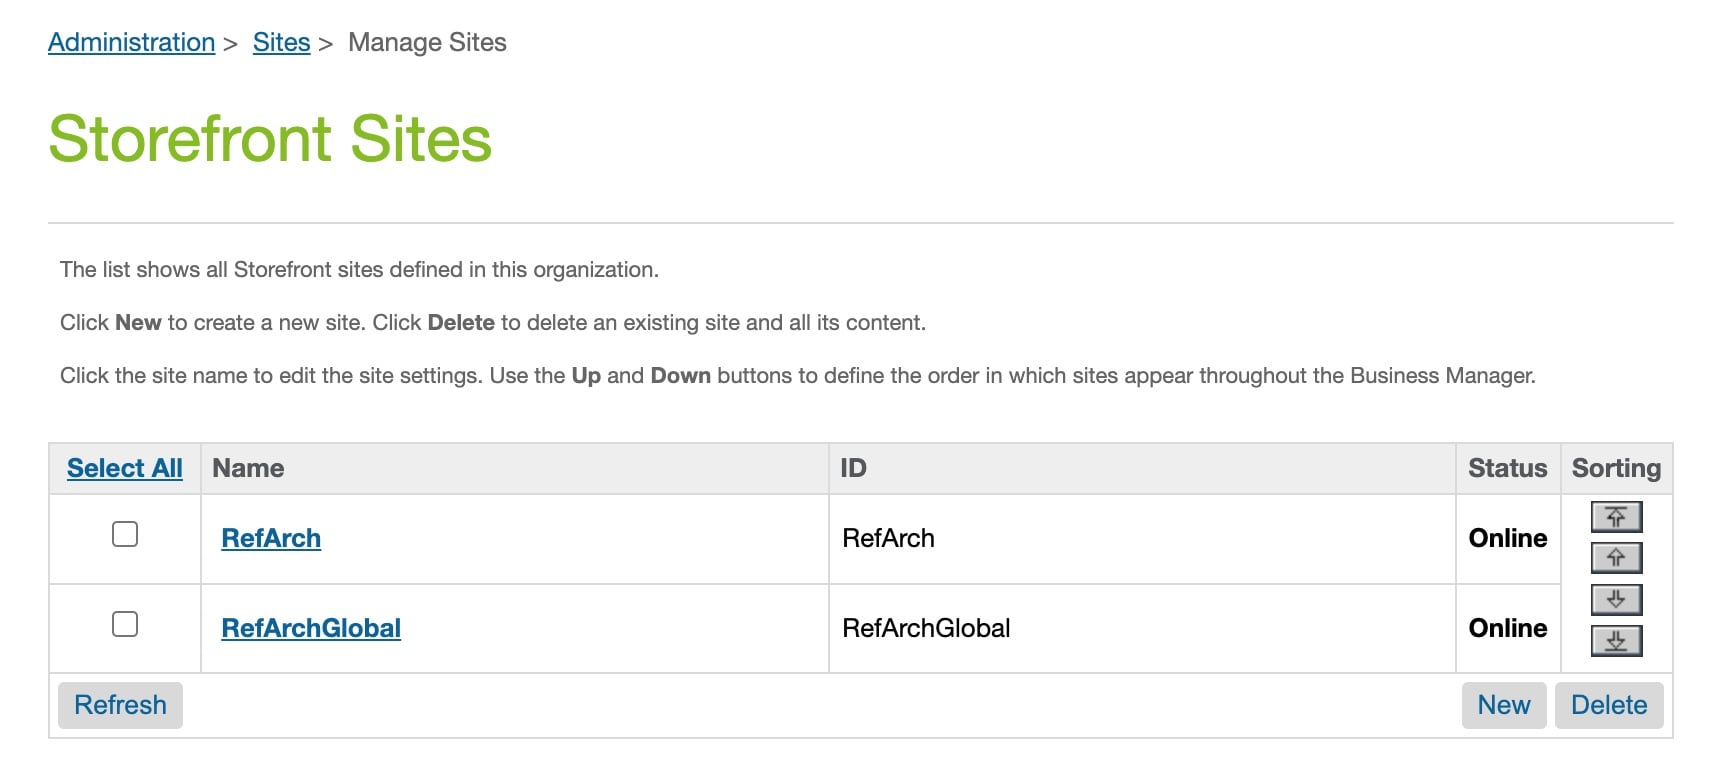 Administration > Sites > Manage Sites
Storefront Sites
The list shows all Storefront sites defined in this organization.
Click New to create a new site. Click Delete to delete an existing site and all its content.
Click the site name to edit the site settings. Use the Up and Down buttons to define the order in which sites appear throughout the Business Manager.
Select All Name ID Status Sorting
RefArch RefArch Online
RefArchGlobal RefArchGlobal Online
Refresh New Delete